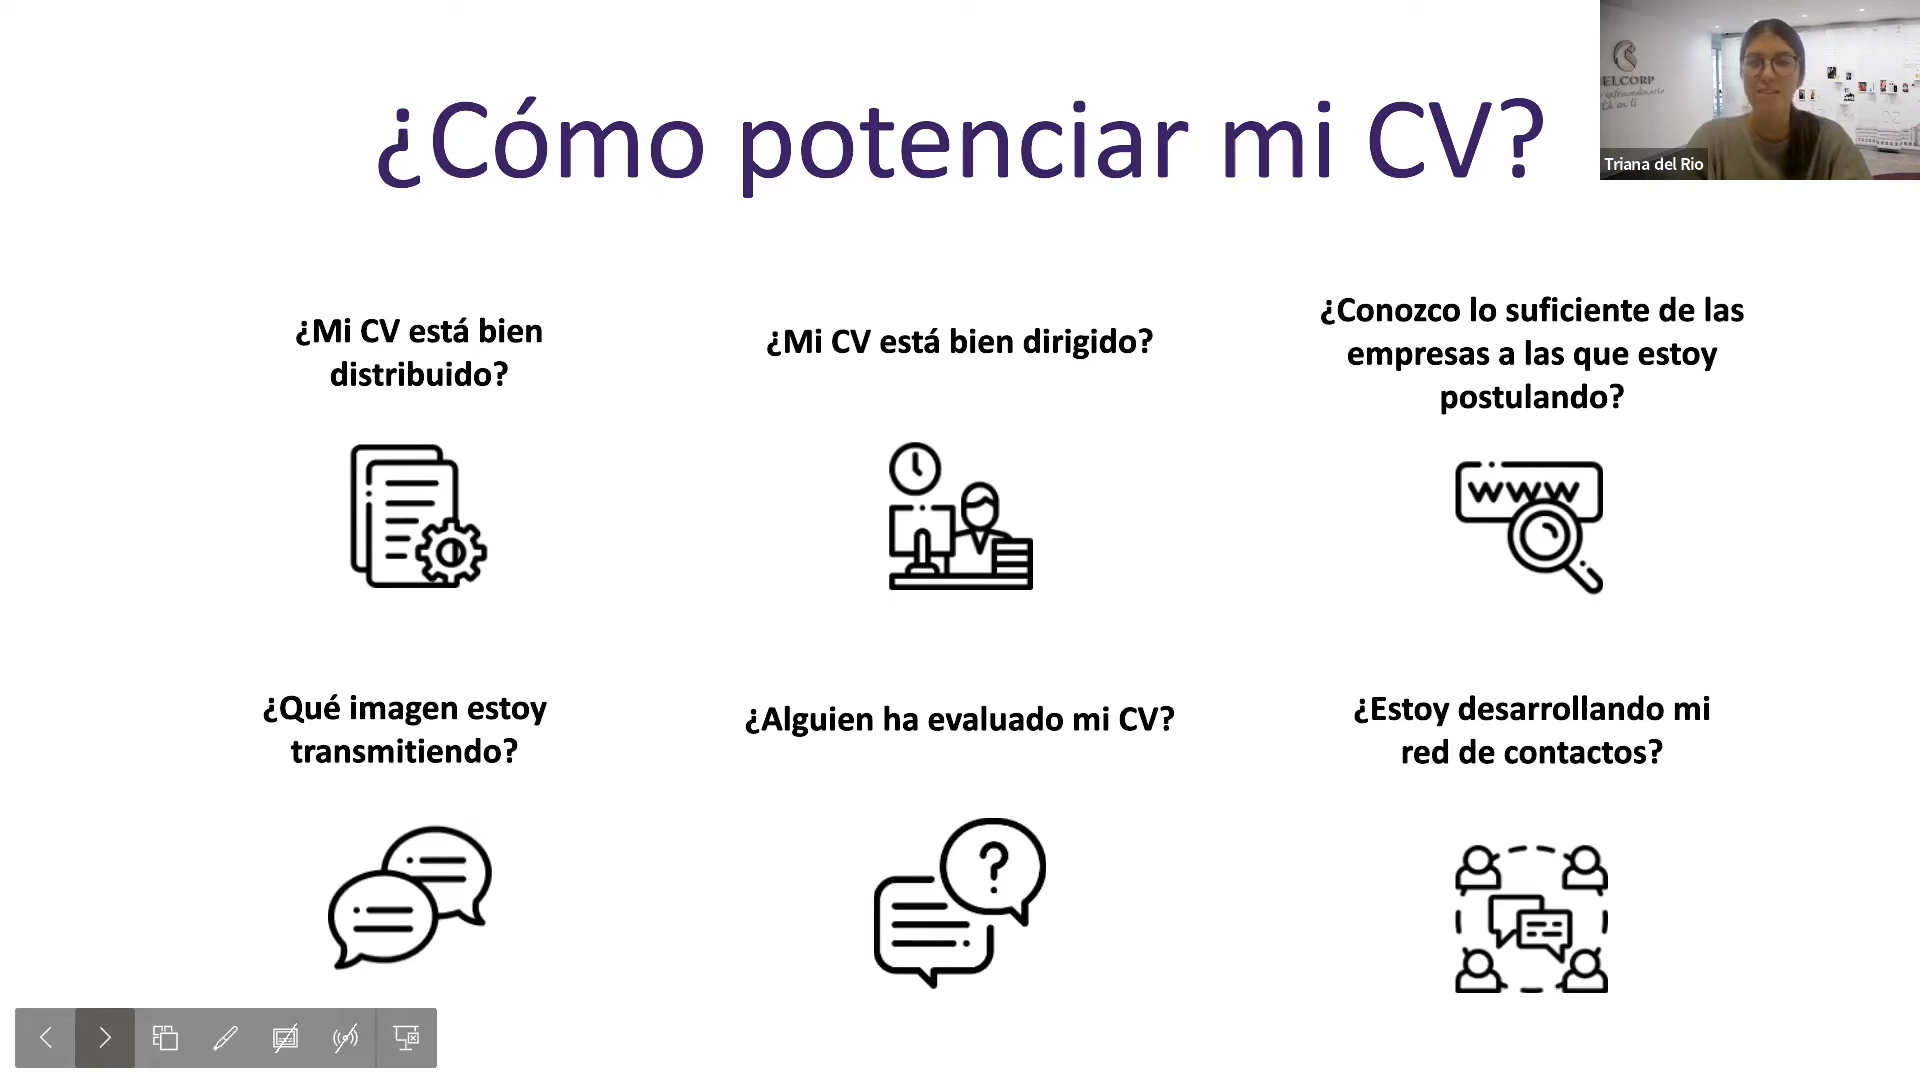 ¿Cómo potenciar mi CV?
ELCORP
Triana del Rio
¿Mi CV está bien
distribuido?
¿Mi CV está bien dirigido?
¿Conozco lo suficiente de las
empresas a las que estoy
postulando?
www
¿Qué imagen estoy
transmitiendo?
¿Alguien ha evaluado mi CV?
?
¿Estoy desarrollando mi
red de contactos?